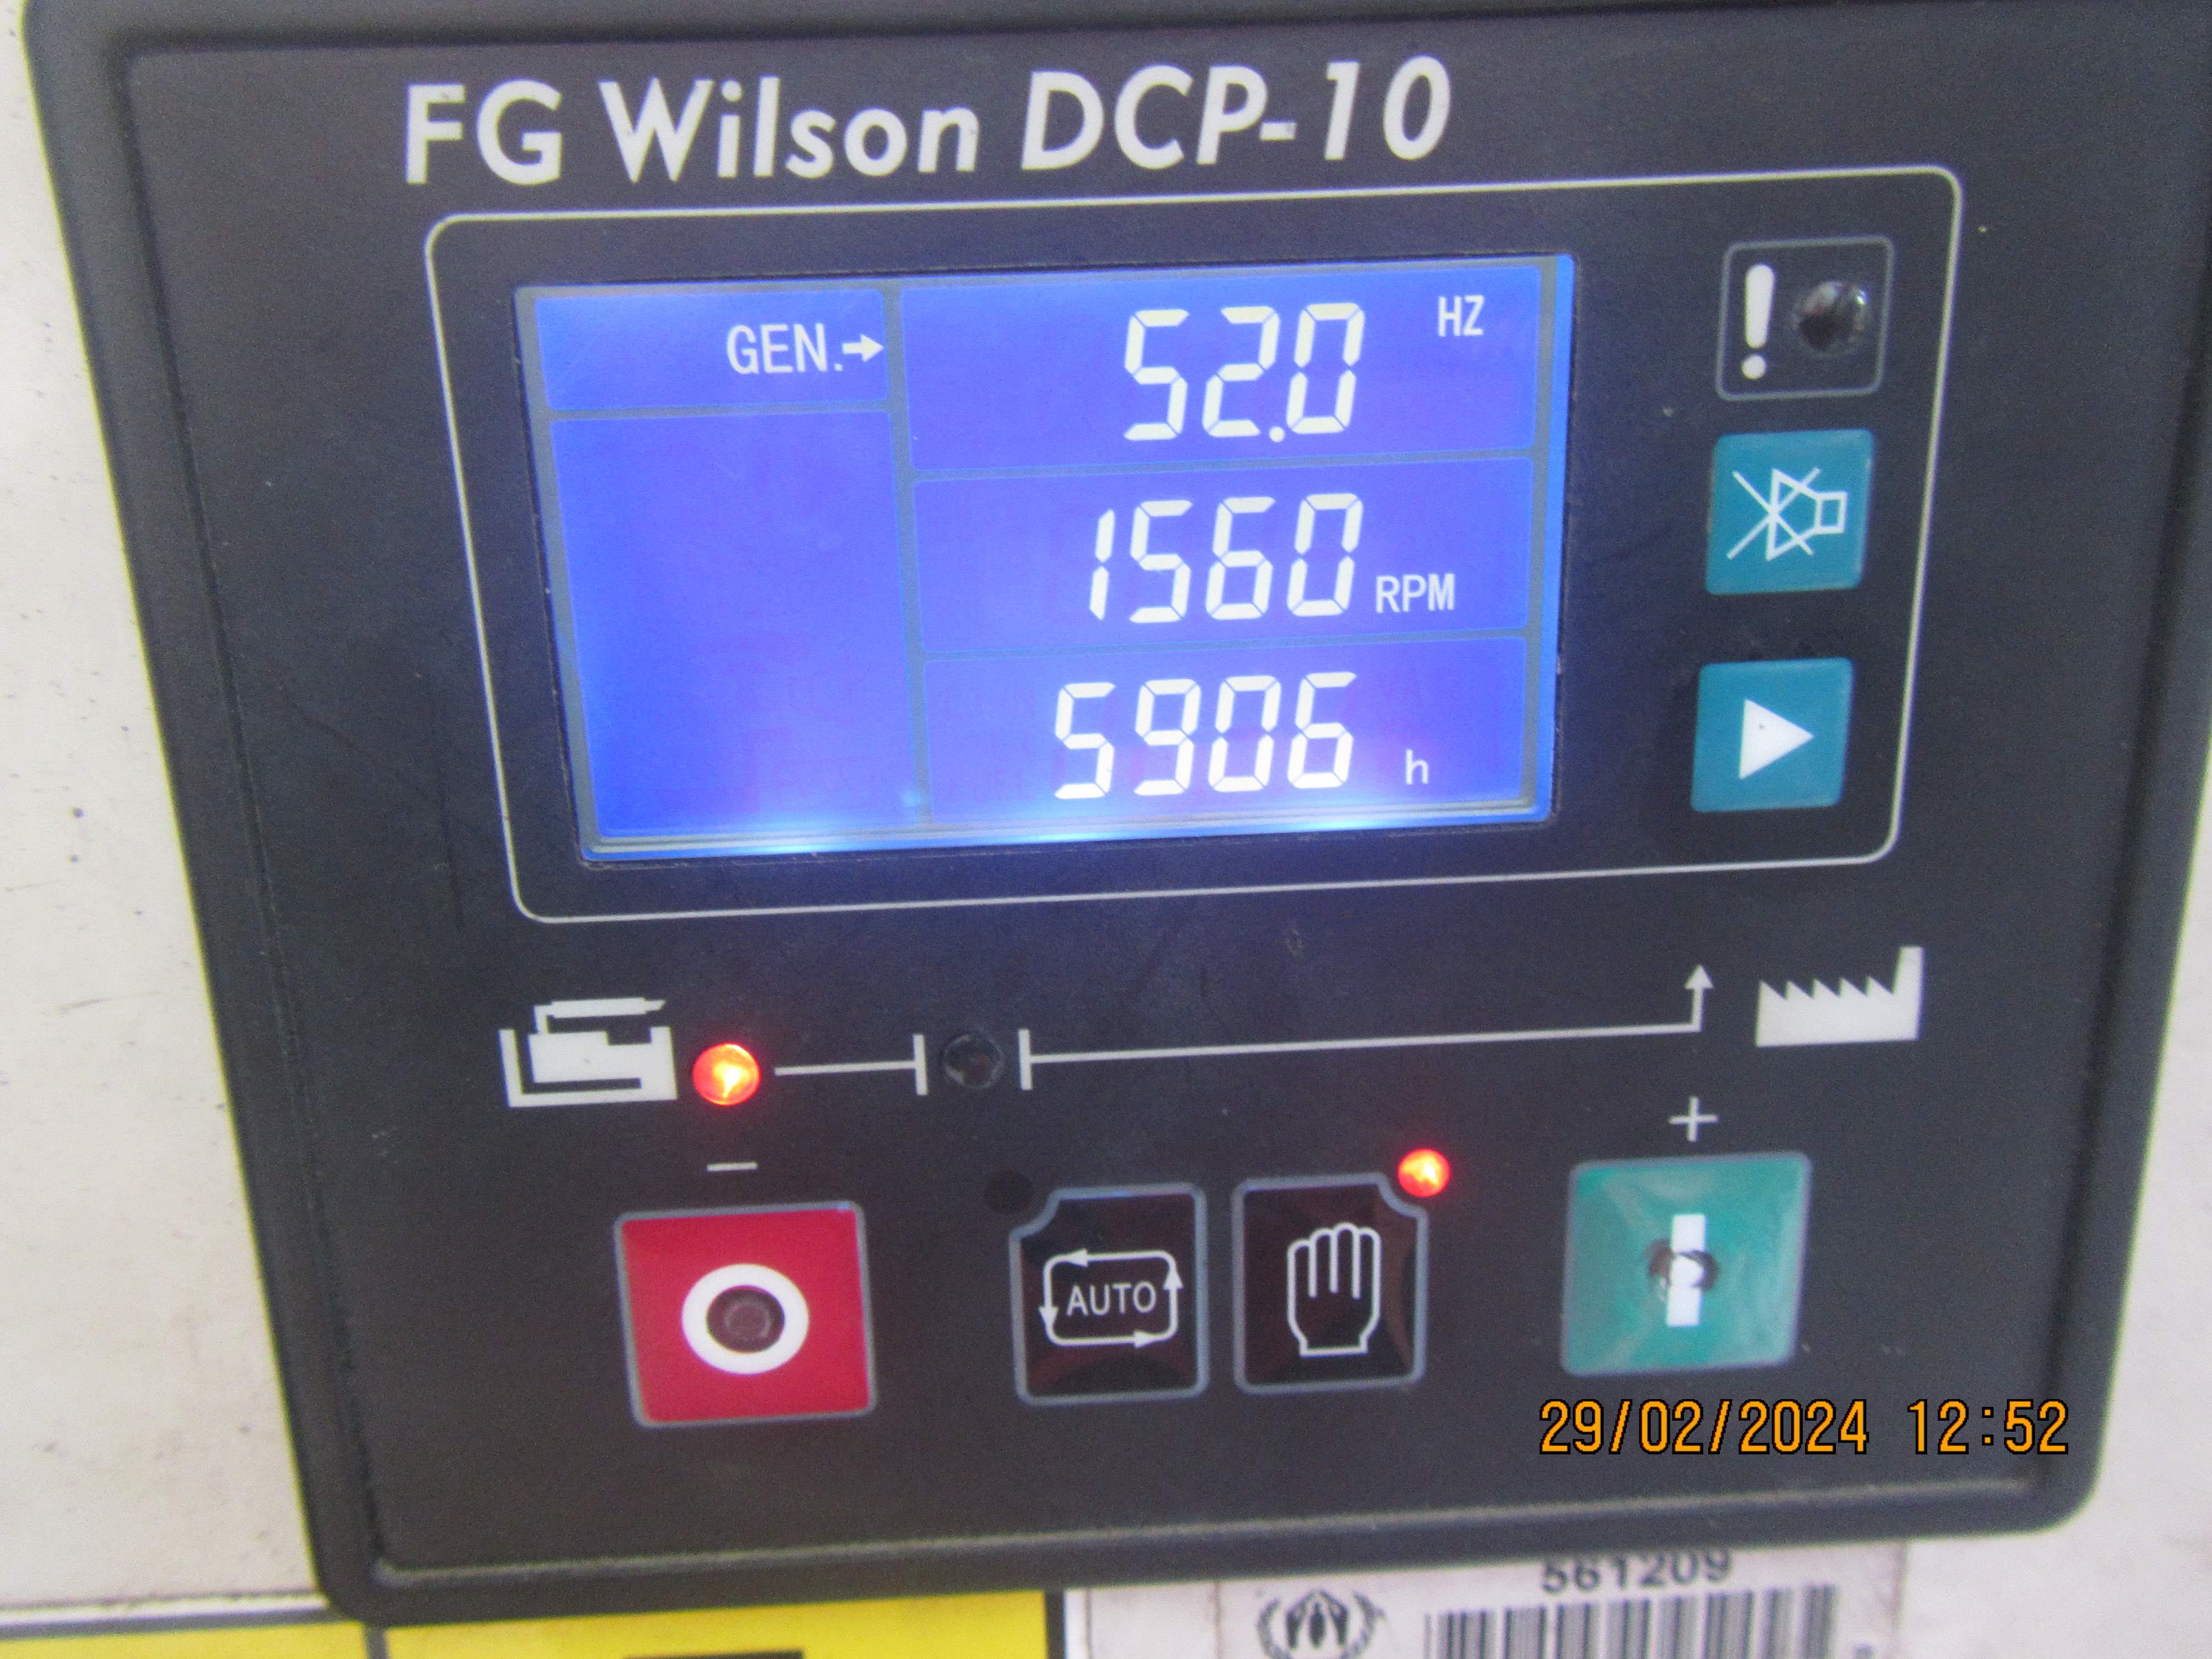 FG Wilson DCP-10
GEN.→ 52.0 HZ
1560 RPM
5906 h
AUTO
29/02/2024 12:52
561209